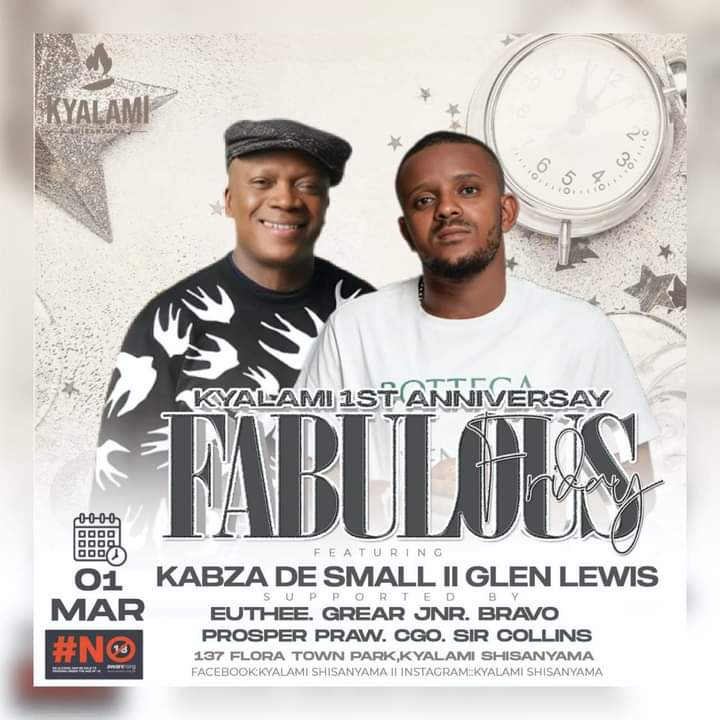 KYALAMI
SHISANYAMA
BOTTEGA
KYALAMI 1ST ANNIVERSAY
FABULOUS
Friday
FEATURING
KABZA DE SMALL II GLEN LEWIS
SUPPORTED BY
EUTHEE. GREAR JNR. BRAVO
PROSPER PRAW. CGO. SIR COLLINS
137 FLORA TOWN PARK,KYALAMI SHISANYAMA
FACEBOOK:KYALAMI SHISANYAMA II INSTAGRAM::KYALAMI SHISANYAMA
01
MAR
#NO
18